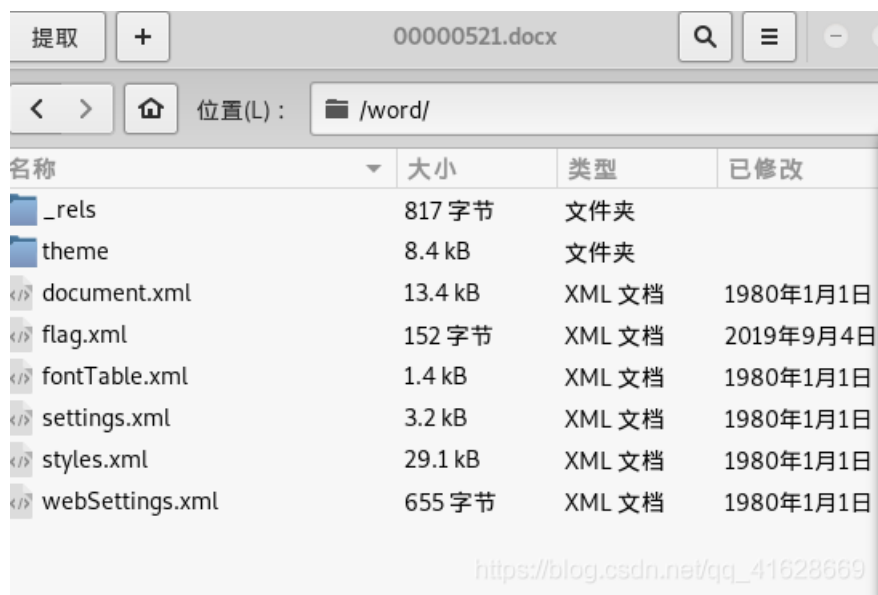 提取 + 00000521.docx
位置(L)： /word/
名称 大小 类型 已修改
_rels 817 字节 文件夹
theme 8.4 kB 文件夹
document.xml 13.4 kB XML 文档 1980年1月1日
flag.xml 152 字节 XML 文档 2019年9月4日
fontTable.xml 1.4 kB XML 文档 1980年1月1日
settings.xml 3.2 kB XML 文档 1980年1月1日
styles.xml 29.1 kB XML 文档 1980年1月1日
webSettings.xml 655 字节 XML 文档 1980年1月1日
https://blog.csdn.net/qq_41628669